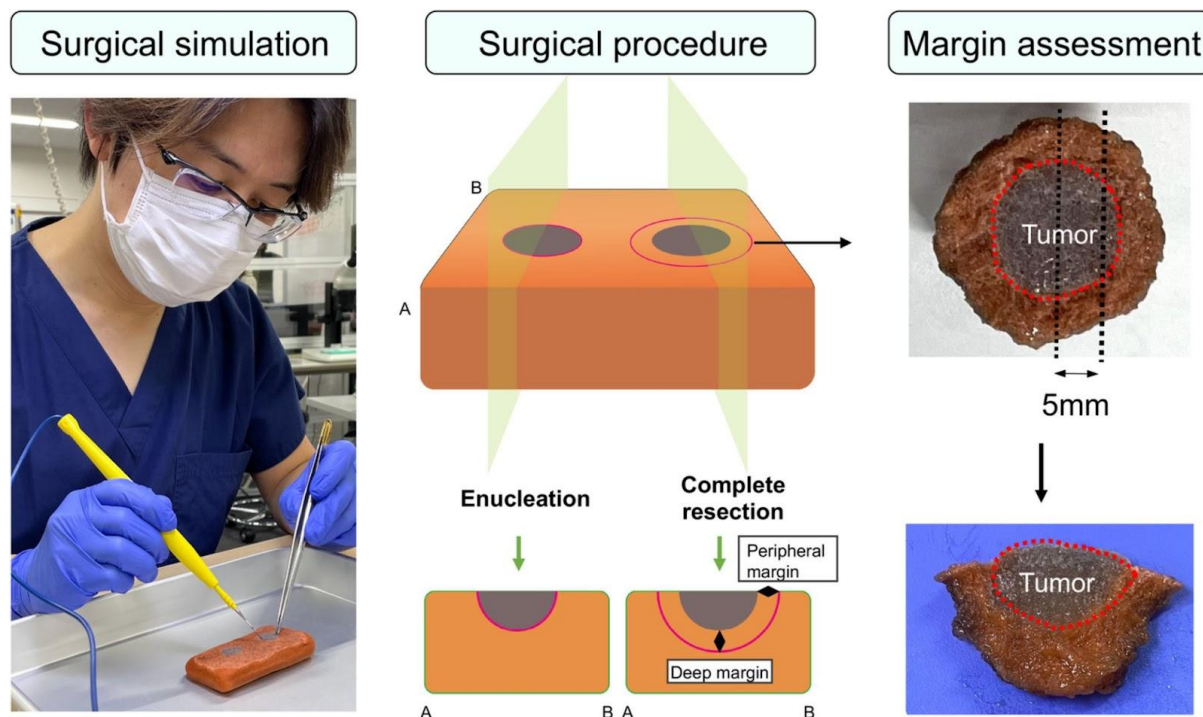 Surgical simulation
Surgical procedure
Margin assessment
B
A
Tumor
5mm
Enucleation
Complete
resection
Peripheral
margin
Deep margin
A
B
A
B
Tumor